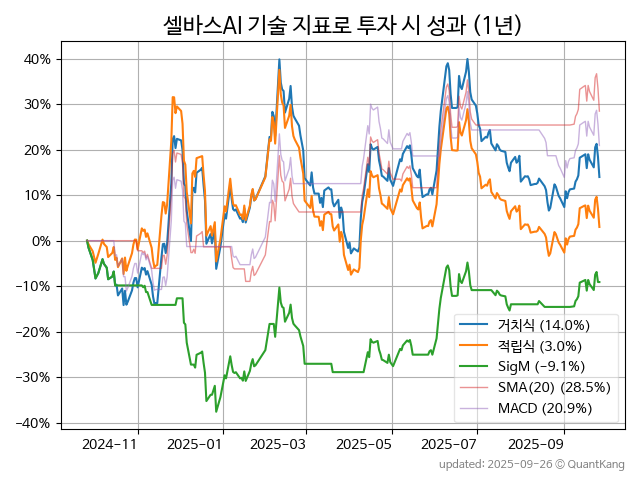 셀바스AI 기술 지표로 투자 시 성과 (1년)
40%
30%
20%
10%
0%
−10%
−20%
−30%
−40%
거치식 (14.0%)
적립식 (3.0%)
SigM (−9.1%)
SMA(20) (28.5%)
MACD (20.9%)
2024-11
2025-01
2025-03
2025-05
2025-07
2025-09
updated: 2025-09-26 © QuantKang